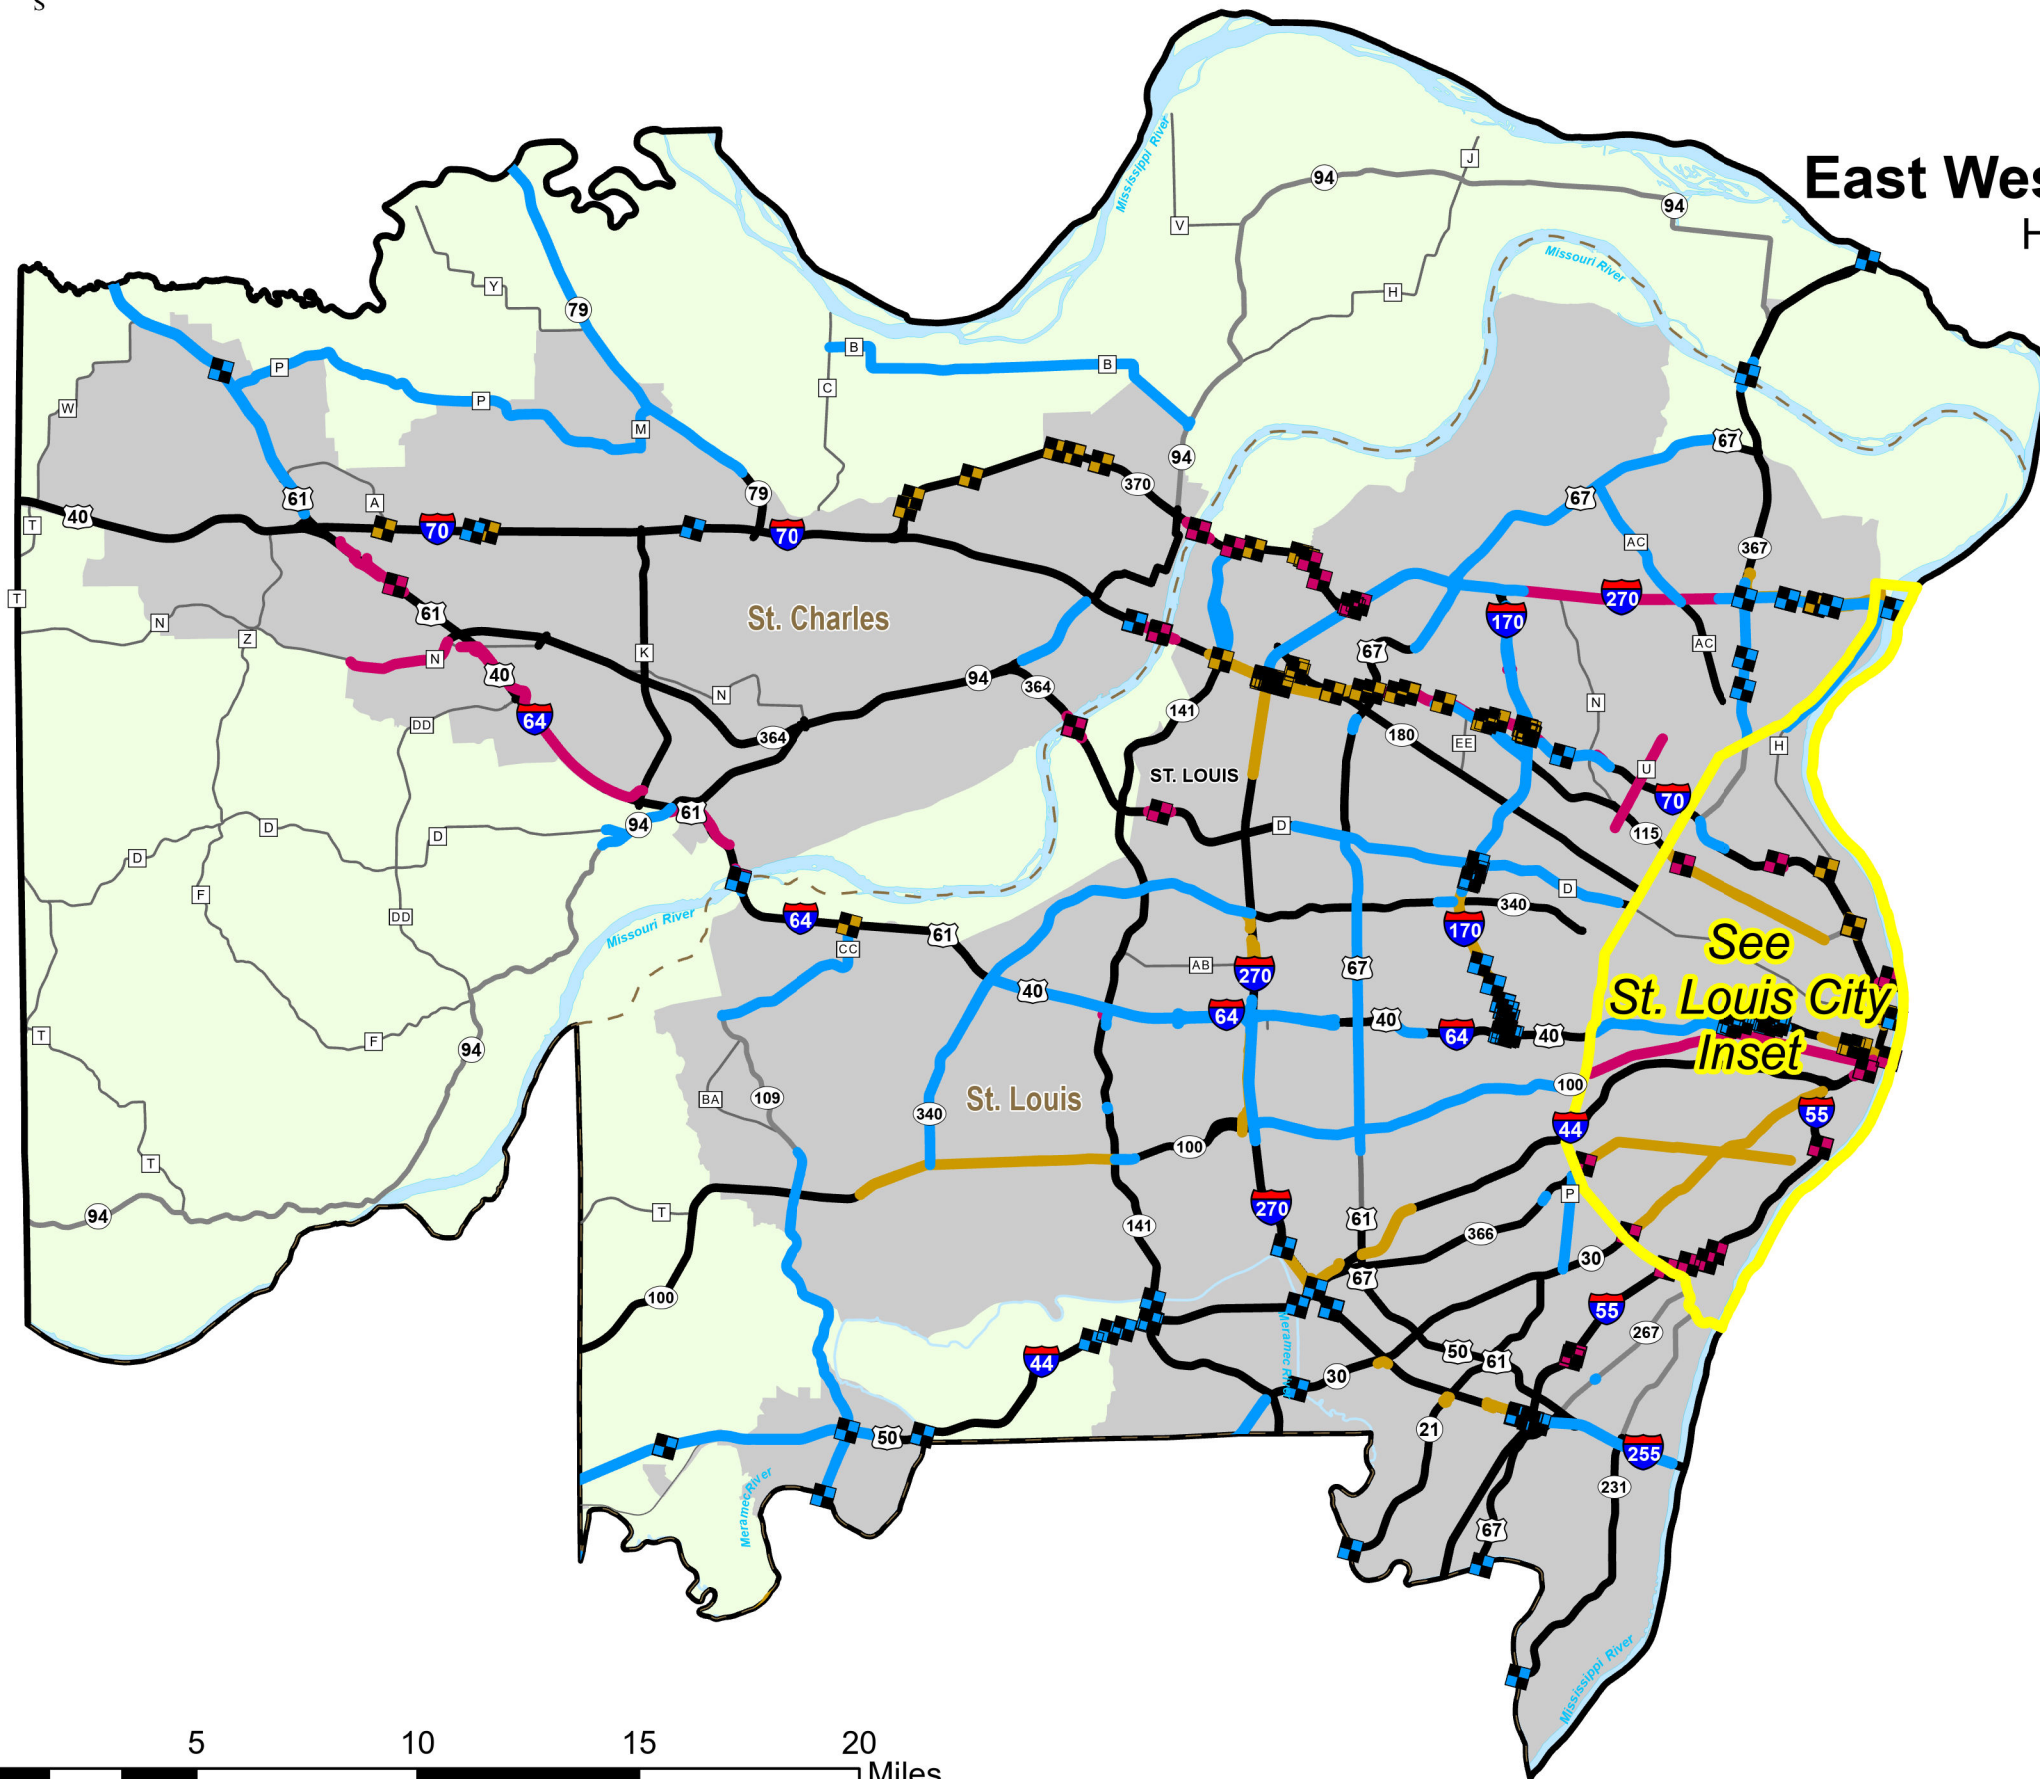 S
East Wes
H
Mississippi River
94
J
94
V
Missouri River
H
Y
79
B
B
P
C
W
P
M
67
94
79
370
61
A
67
40
70
70
T
AC
367
T
61
St. Charles
270
170
N
Z
K
N
67
AC
40
94
364
N
N
64
DD
141
364
180
EE
H
ST. LOUIS
U
70
61
94
D
115
D
D
D
D
F
340
64
61
170
See
DD
CC
Missouri River
AB
270
67
40
St. Louis City
64
40
64
40
T
F
94
Inset
100
BA
109
St. Louis
340
55
44
100
T
P
270
94
T
141
61
366
30
67
100
55
267
Meramec River
50
61
44
30
21
50
255
231
Meramec River
67
Mississippi River
5
10
15
20
Miles